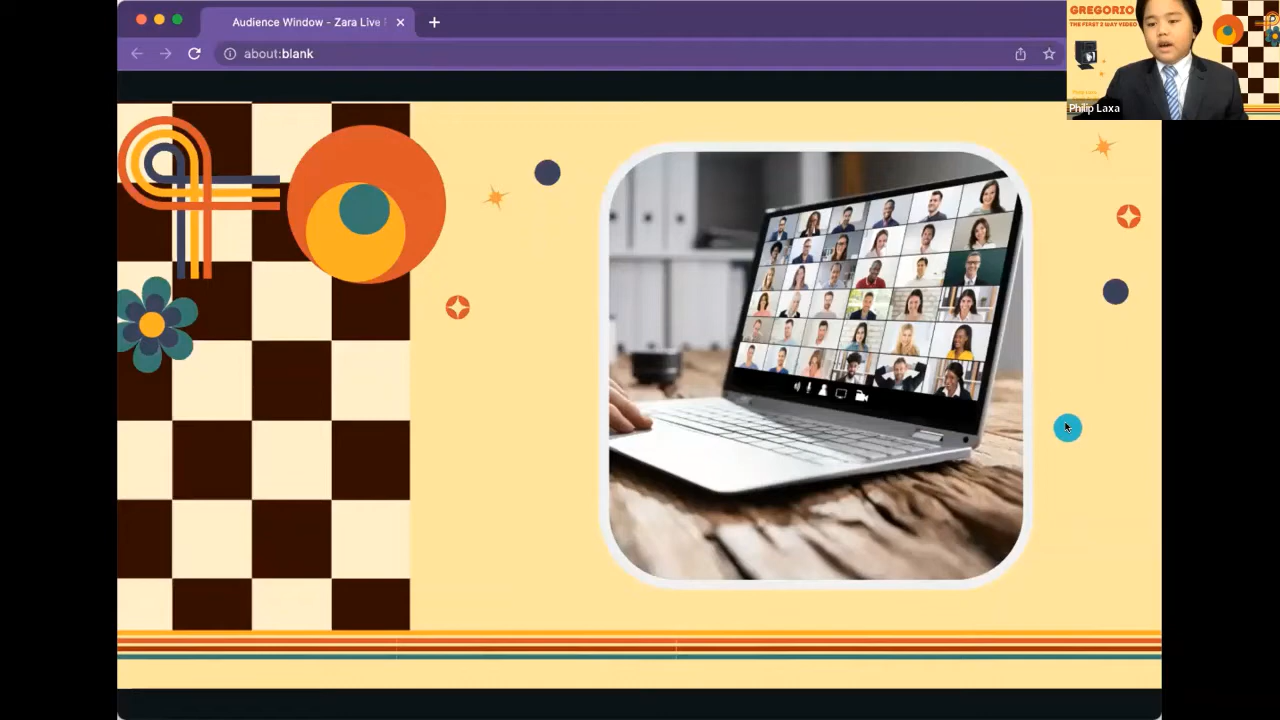 Audience Window - Zara Live
about:blank
GREGORIO
THE FIRST 2 WAY VIDEO
Philip Laxa